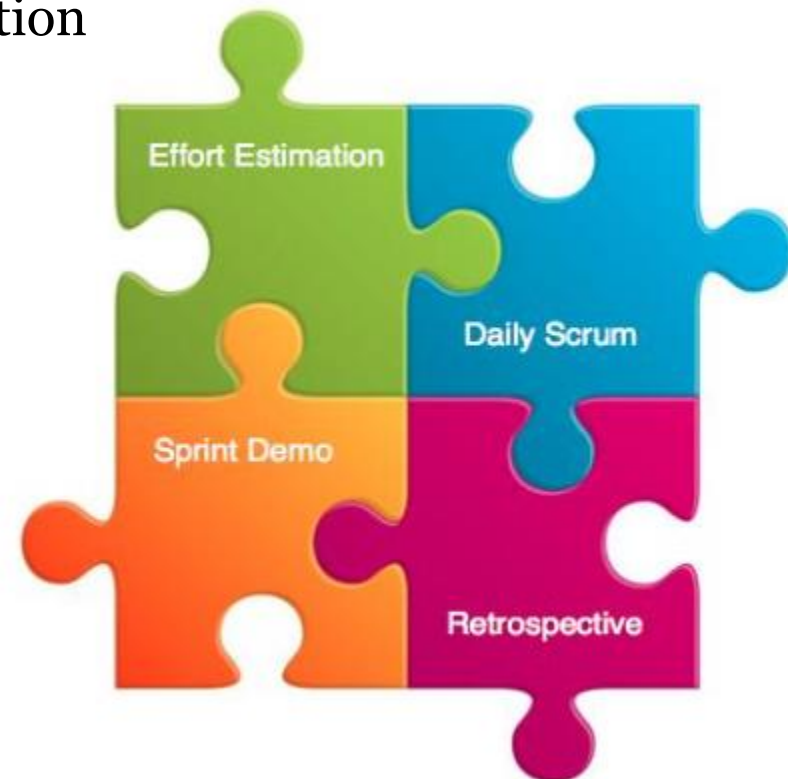 tion
Effort Estimation
Daily Scrum
Sprint Demo
Retrospective